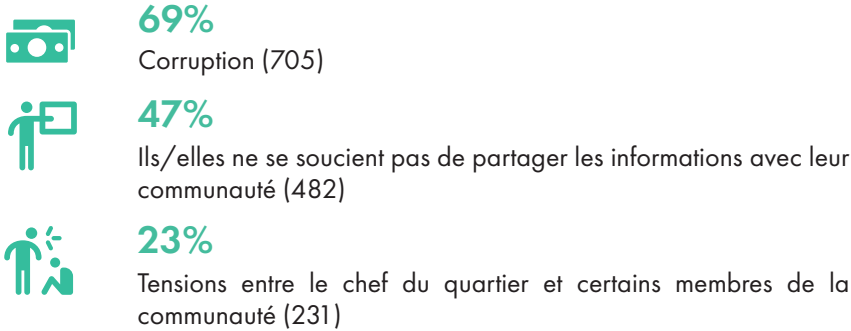 69%
Corruption (705)
47%
Ils/elles ne se soucient pas de partager les informations avec leur
communauté (482)
23%
Tensions entre le chef du quartier et certains membres de la
communauté (231)